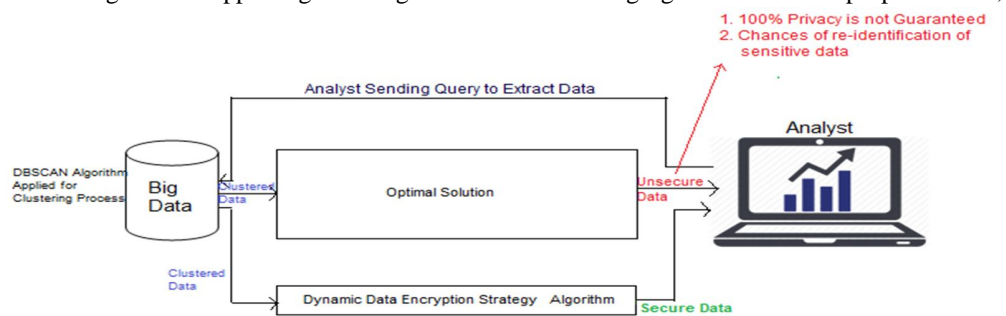 1. 100% Privacy is not Guaranteed
2. Chances of re-identification of
sensitive data
Analyst Sending Query to Extract Data
Analyst
DBSCAN Algorithm
Applied for
Clustering Process
Big
Data
Clustered
Data
Optimal Solution
Unsecure
Data
Clustered
Data
Dynamic Data Encryption Strategy Algorithm
Secure Data